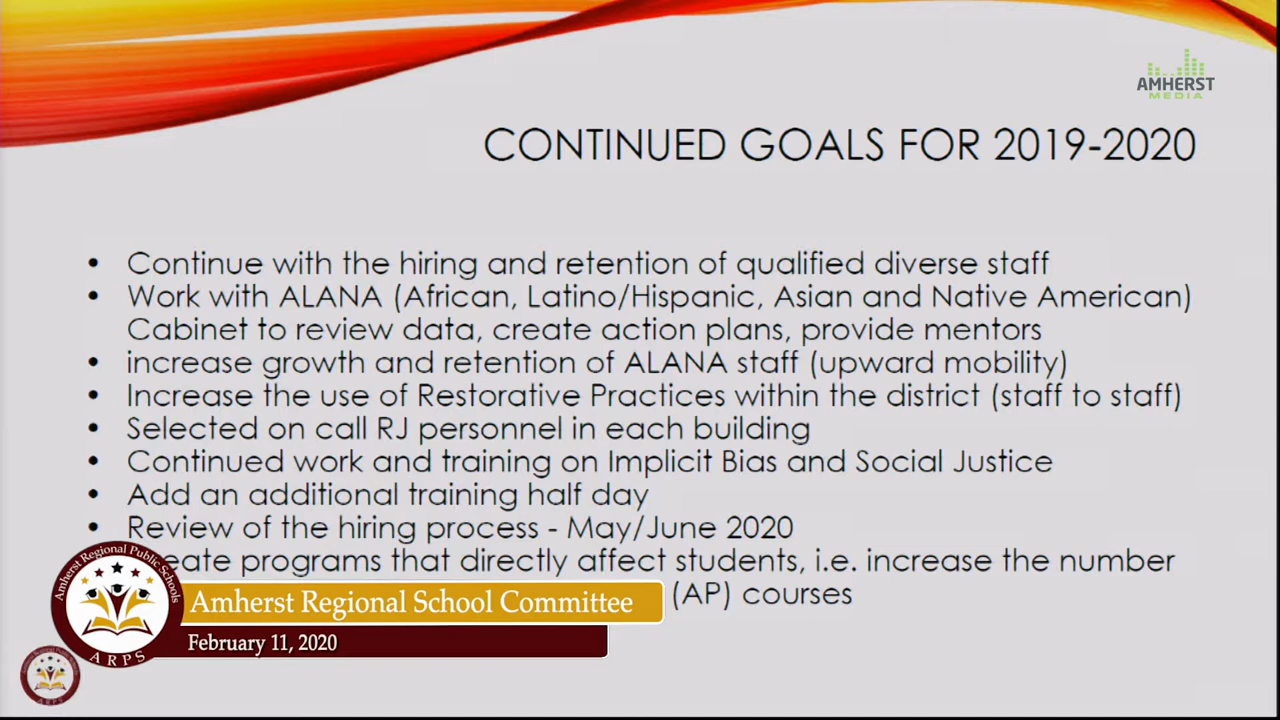 AMHERST
MEDIA
CONTINUED GOALS FOR 2019-2020
• Continue with the hiring and retention of qualified diverse staff
• Work with ALANA (African, Latino/Hispanic, Asian and Native American)
Cabinet to review data, create action plans, provide mentors
• increase growth and retention of ALANA staff (upward mobility)
• Increase the use of Restorative Practices within the district (staff to staff)
• Selected on call RJ personnel in each building
• Continued work and training on Implicit Bias and Social Justice
• Add an additional training half day
• Review of the hiring process - May/June 2020
programs that directly affect students, i.e. increase the number
(AP) courses
Amherst Regional Public Schools
ARPS
Amherst Regional School Committee
February 11, 2020